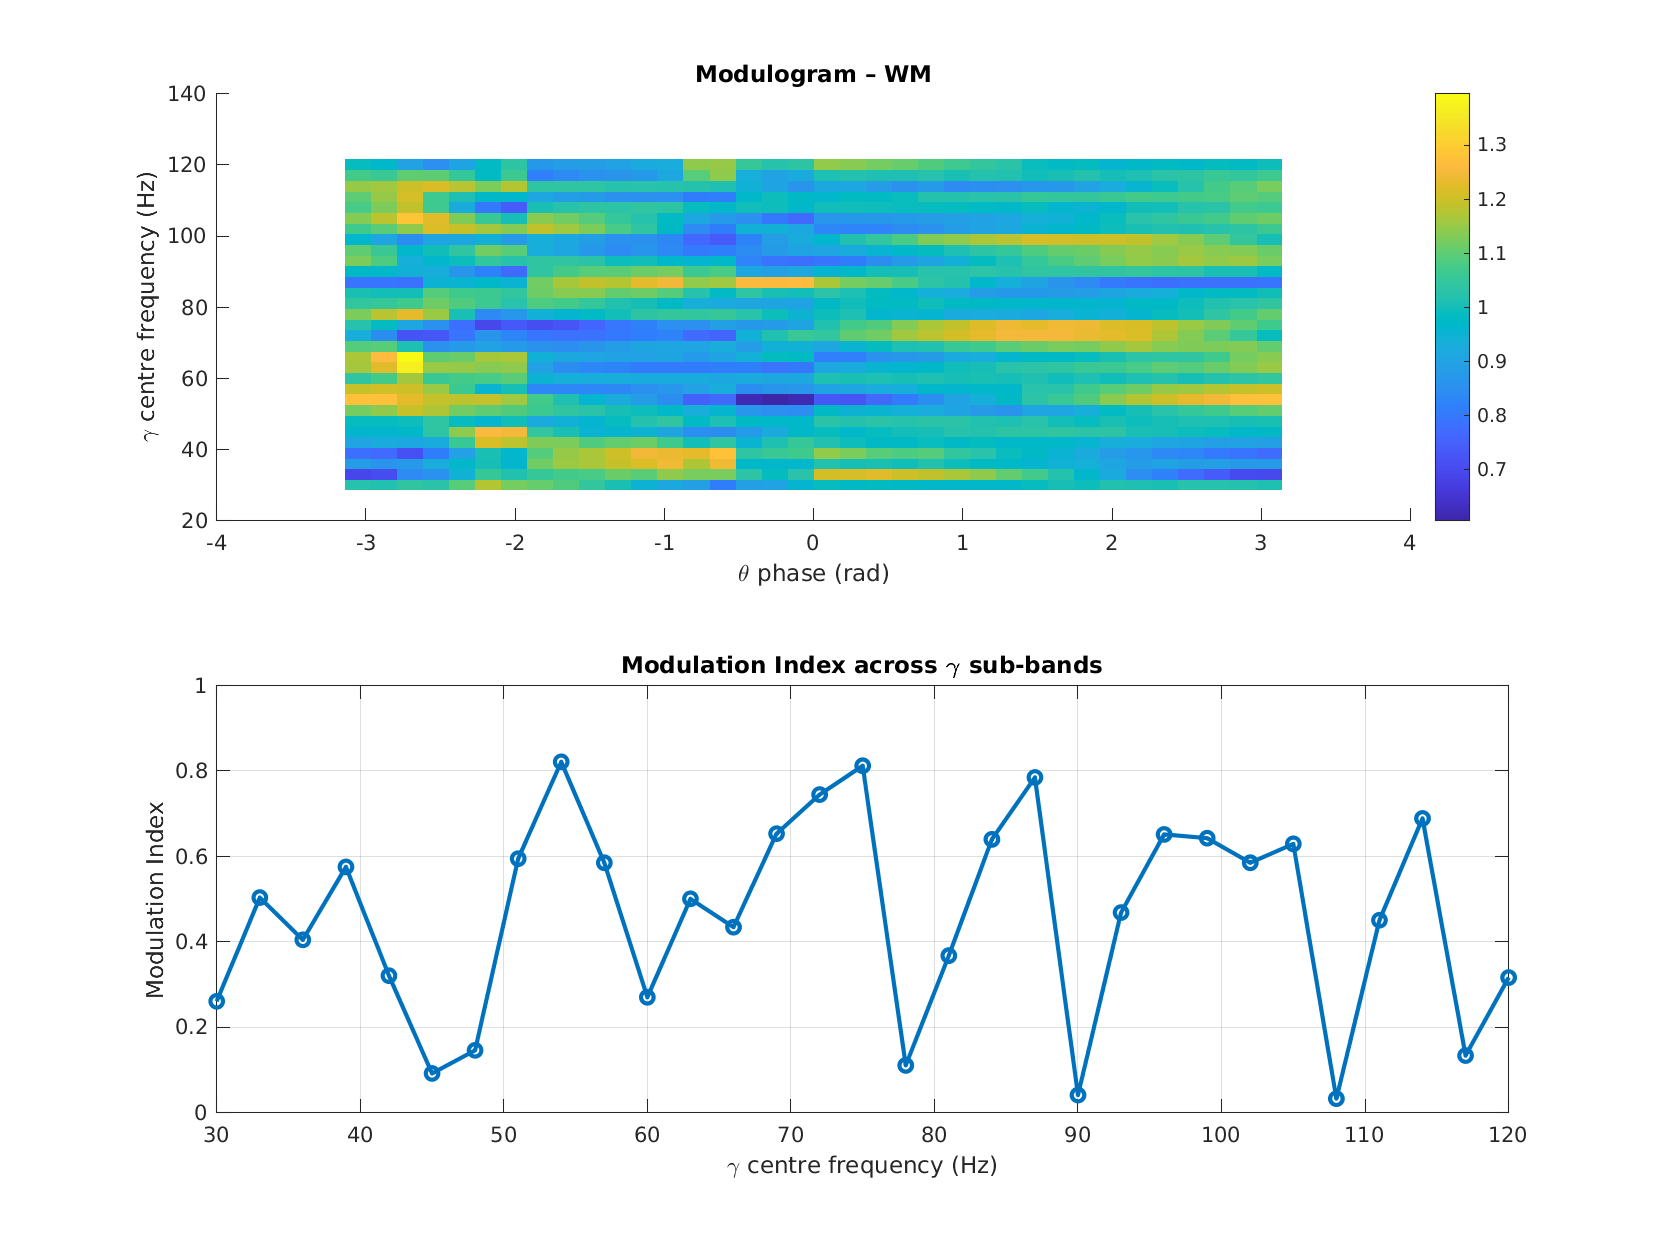 Modulogram – WM
140
120
100
80
60
40
20
γ centre frequency (Hz)
-4 -3 -2 -1 0 1 2 3 4
θ phase (rad)
1.3
1.2
1.1
1
0.9
0.8
0.7
Modulation Index across γ sub-bands
1
0.8
0.6
0.4
0.2
0
Modulation Index
30 40 50 60 70 80 90 100 110 120
γ centre frequency (Hz)